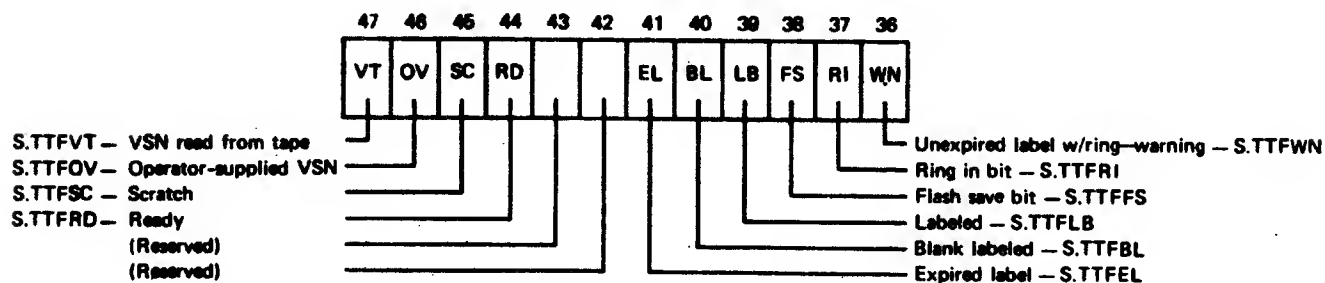 47 46 45 44 43 42 41 40 39 38 37 36
VT OV SC RD EL BL LB FS RI WN
S.TTFVT — VSN read from tape
S.TTFOV — Operator-supplied VSN
S.TTFSC — Scratch
S.TTFRD — Ready
(Reserved)
(Reserved)
Unexpired label w/ring—warning — S.TTFWN
Ring in bit — S.TTFRI
Flash save bit — S.TTFFS
Labeled — S.TTFLB
Blank labeled — S.TTFBL
Expired label — S.TTFEL